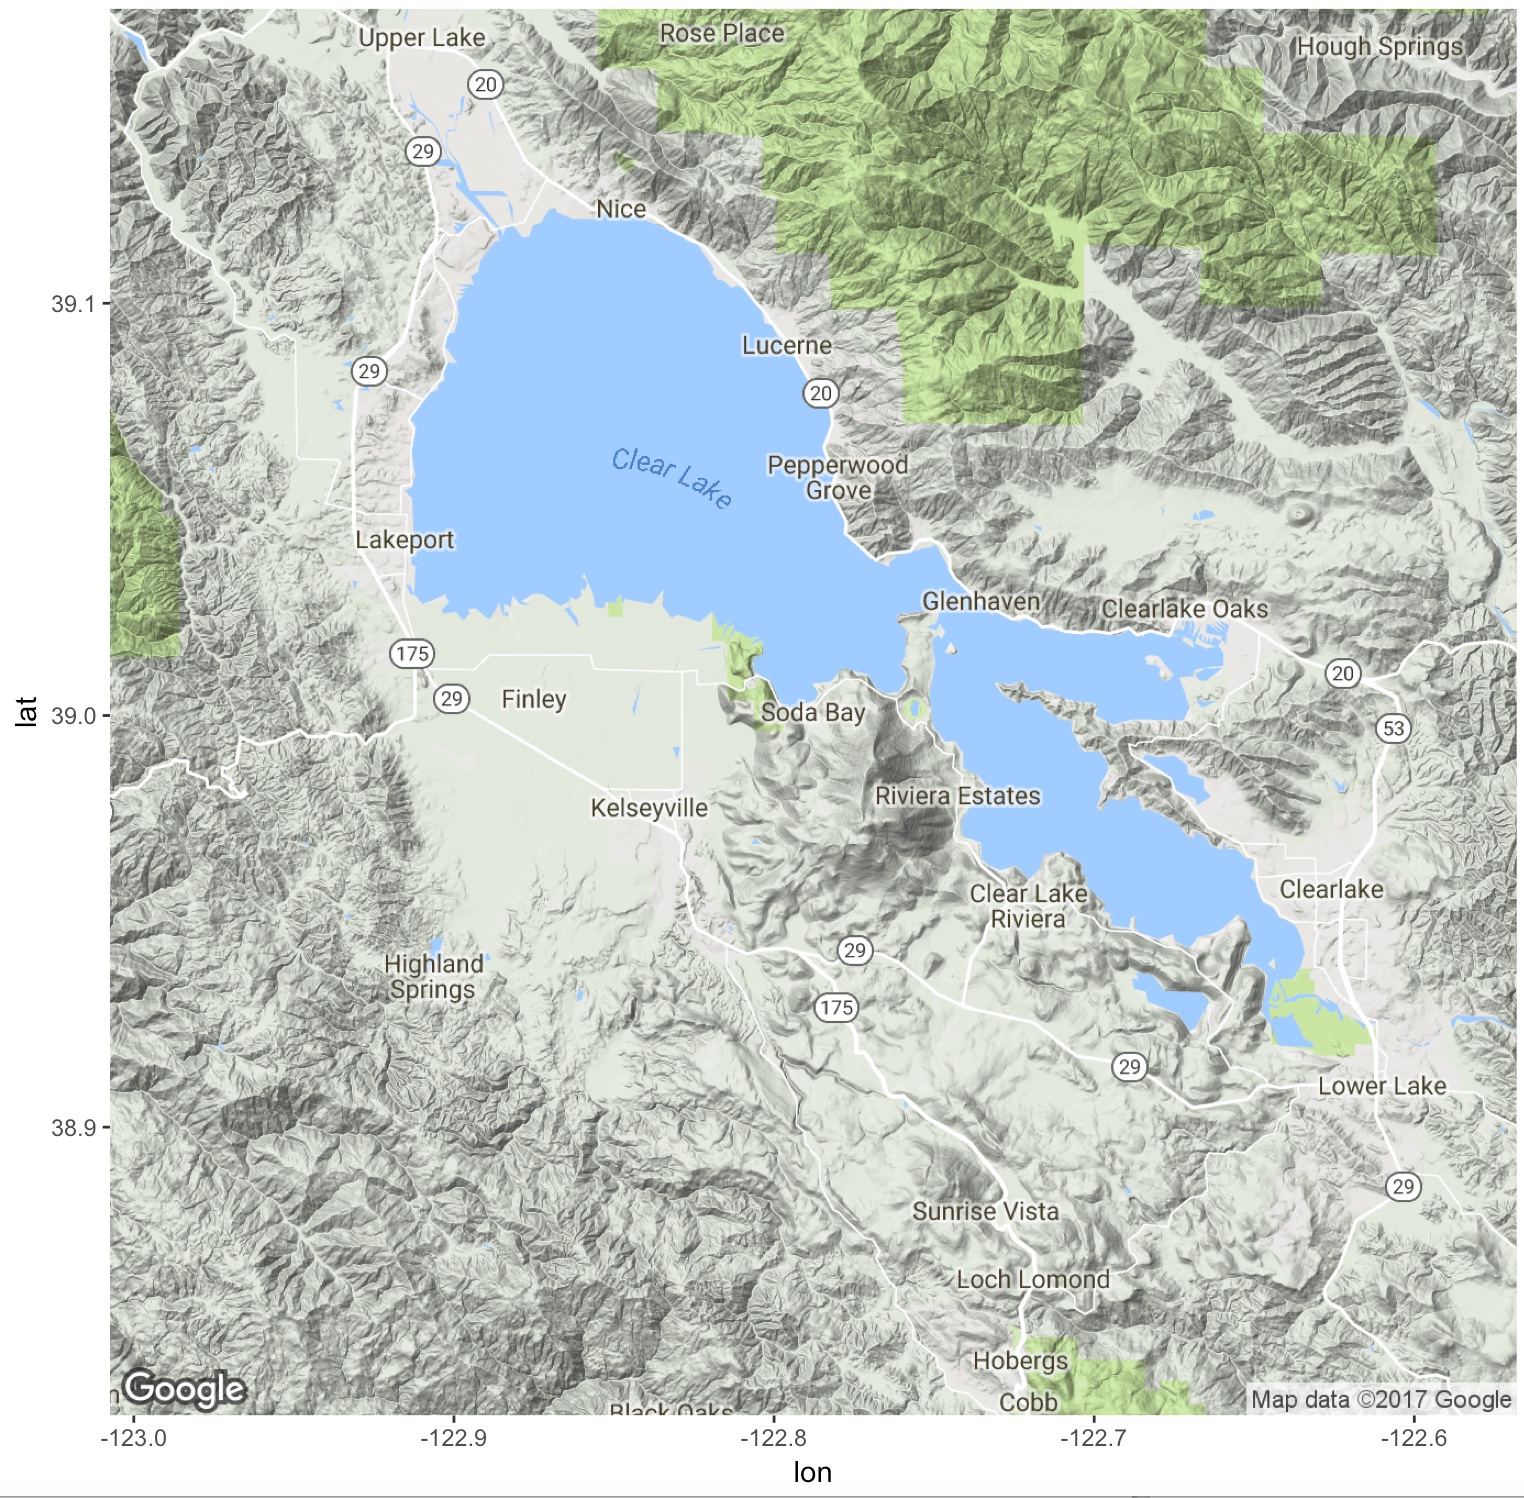 Upper Lake
Rose Place
Hough Springs
20
29
Nice
39.1
Lucerne
29
20
Clear Lake
Pepperwood
Grove
Lakeport
Glenhaven
Clearlake Oaks
175
20
29
Finley
lat
39.0
Soda Bay
53
Riviera Estates
Kelseyville
Clearlake
Clear Lake
Riviera
29
Highland
Springs
175
29
Lower Lake
38.9
29
Sunrise Vista
Loch Lomond
Hobergs
Google
Cobb
Map data ©2017 Google
Black Oaks
-123.0
-122.9
-122.8
-122.7
-122.6
lon